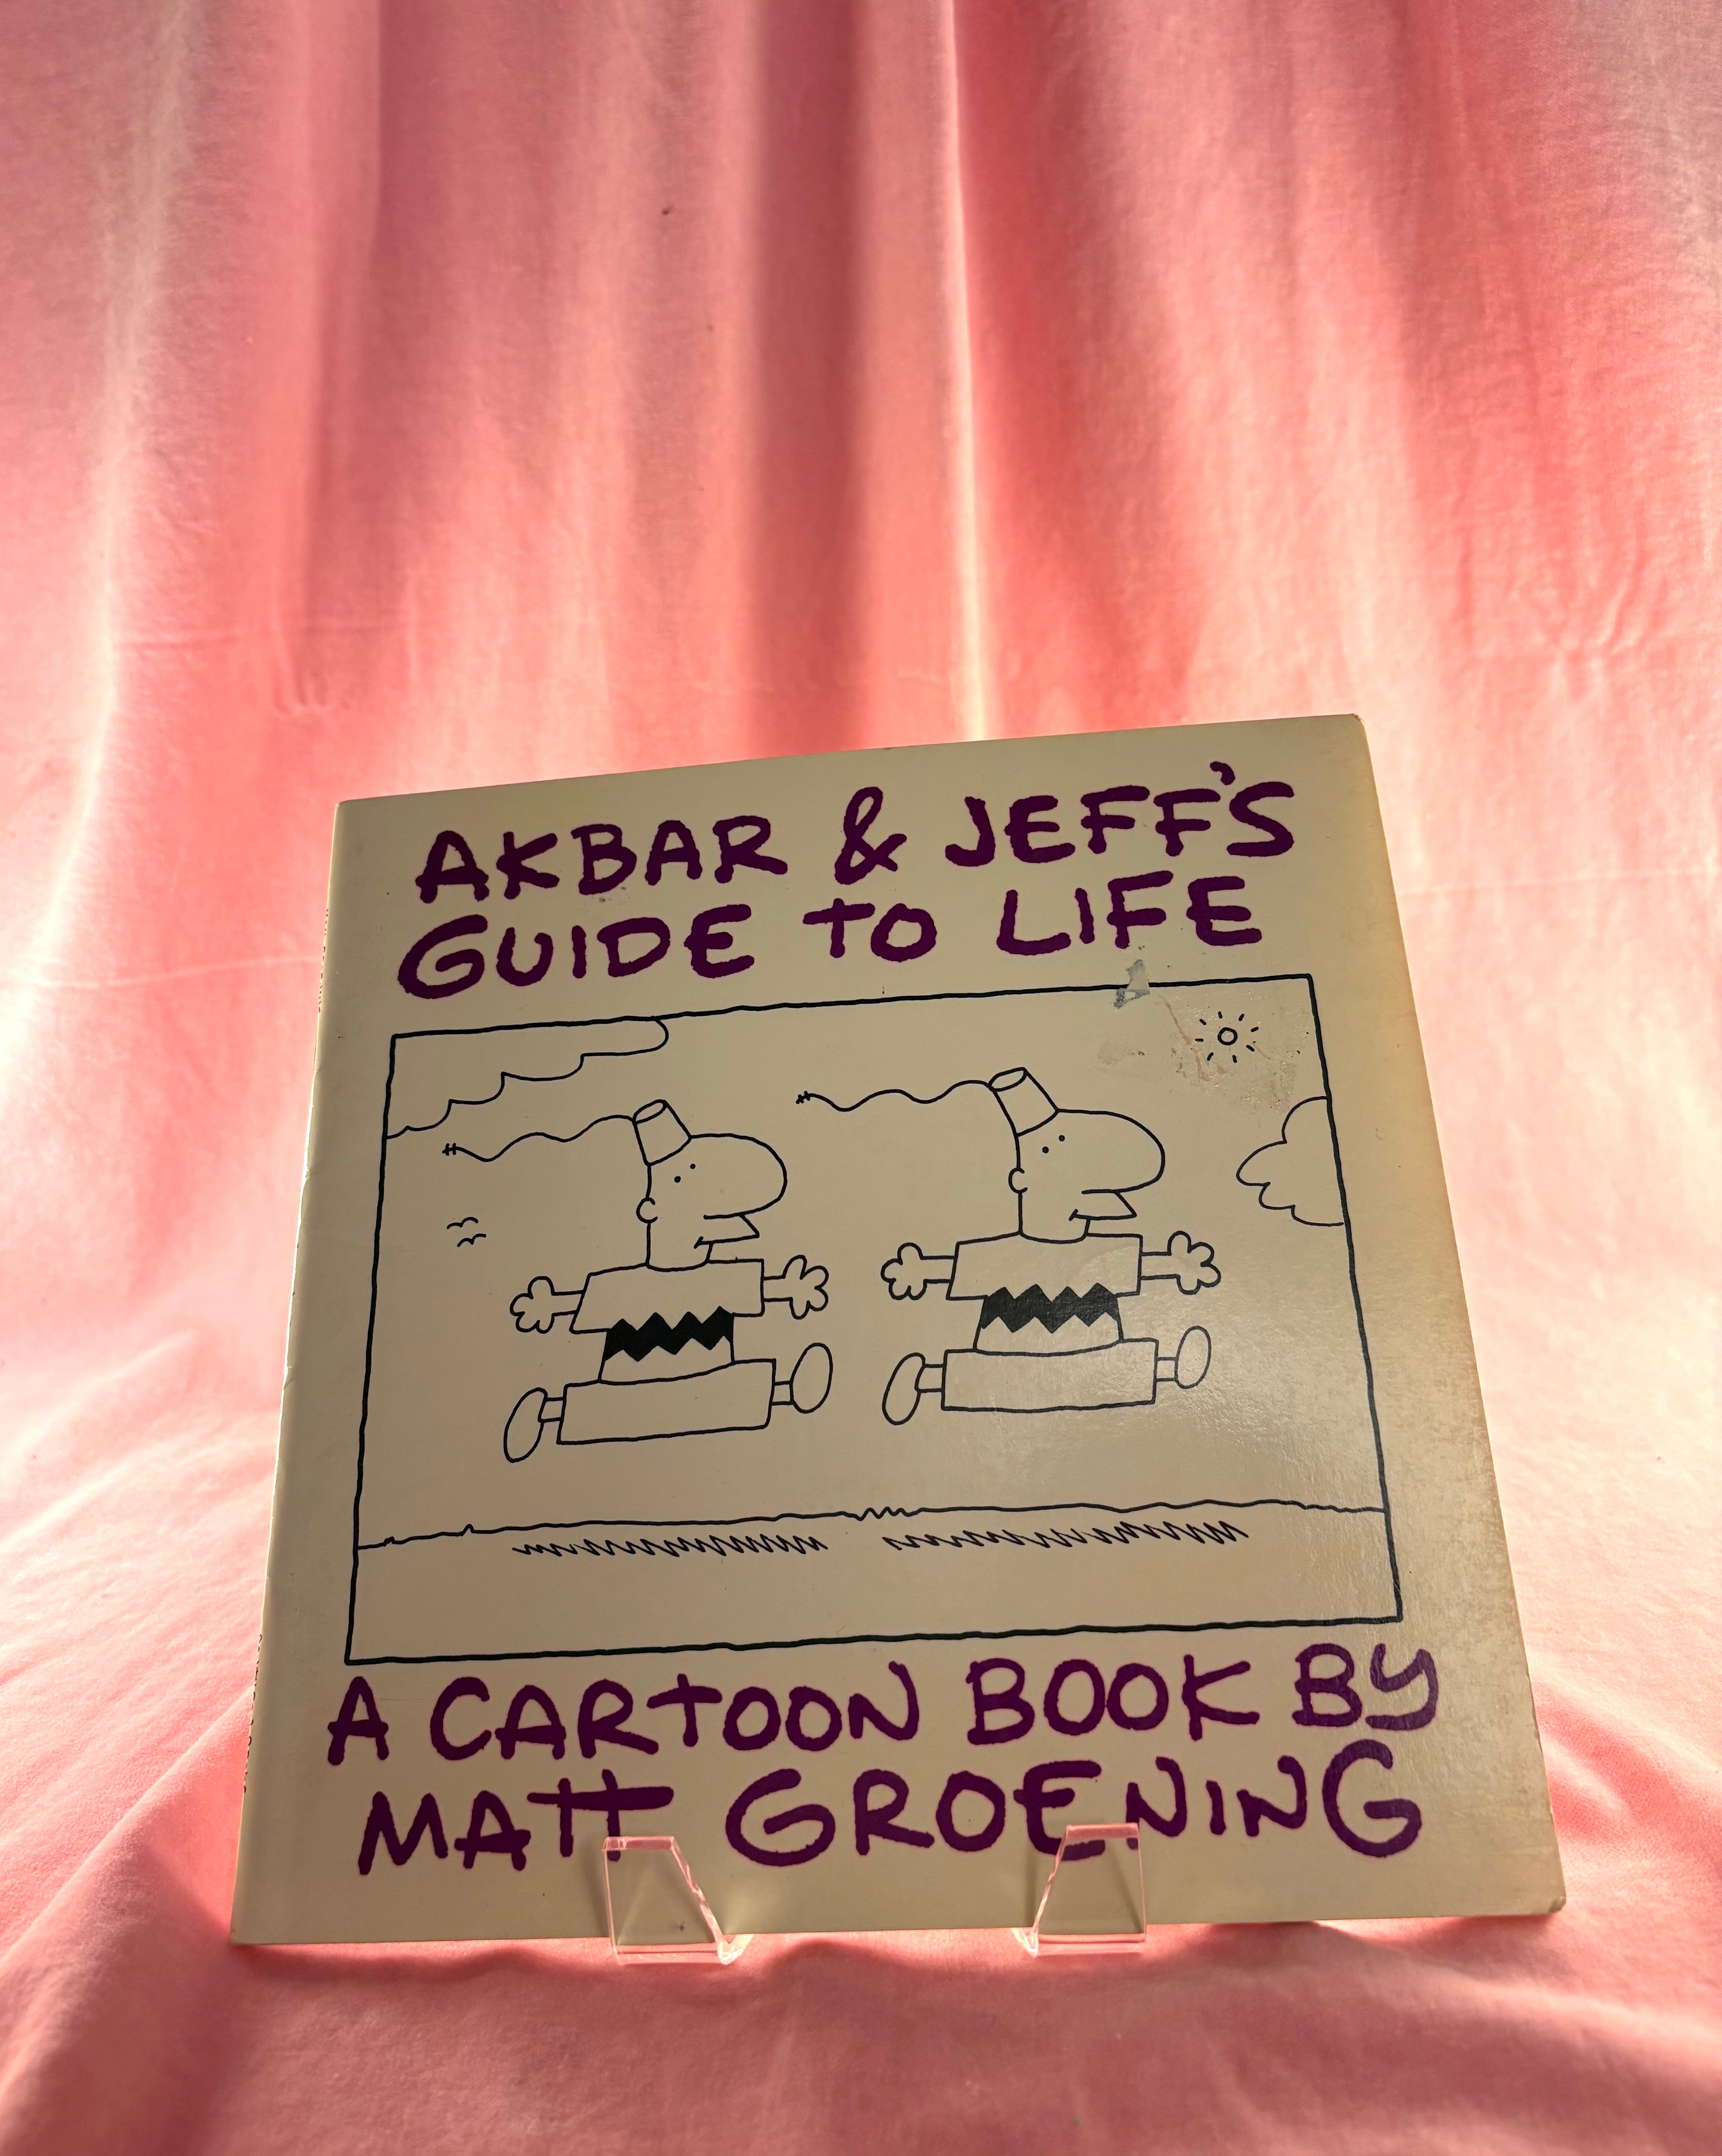 AKBAR & JEFF'S
GUIDE TO LIFE
A CARTOON BOOK BY
MATT GROENING